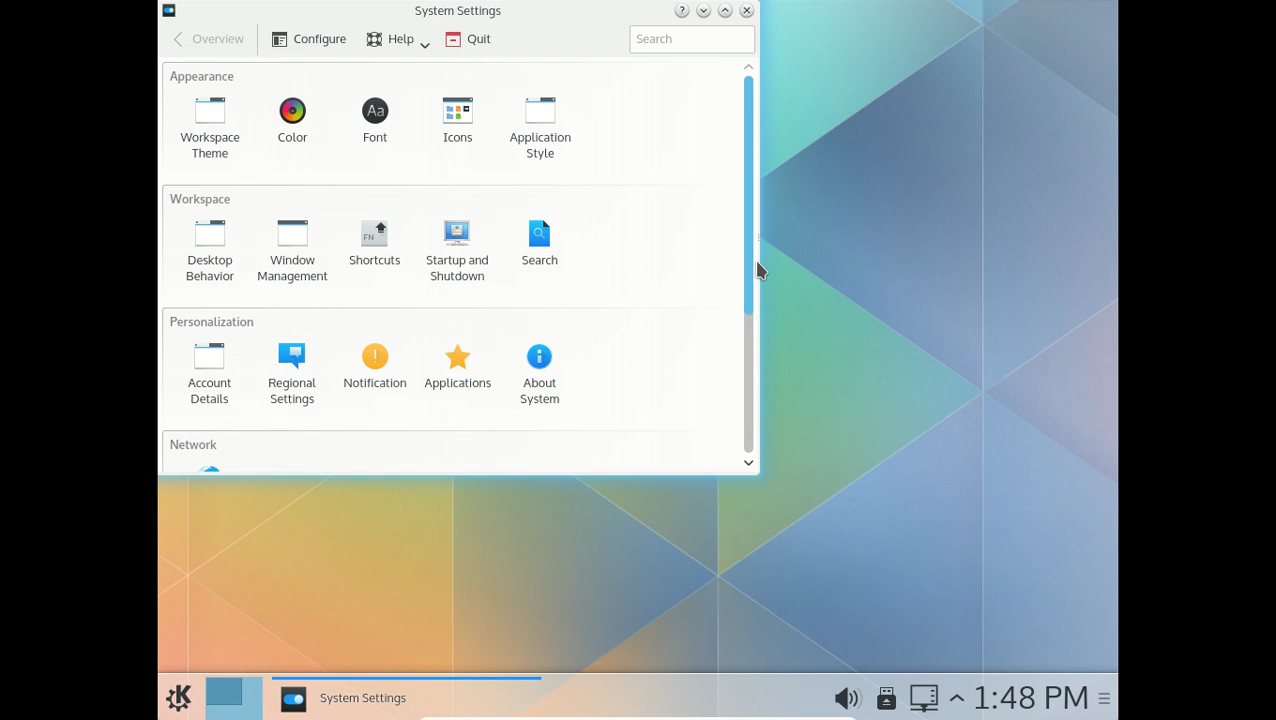 System Settings
?
Overview
Configure
Help
Quit
Search
Appearance
Workspace
Theme
Color
Aa
Font
Icons
Application
Style
Workspace
Desktop
Behavior
Window
Management
FN
Shortcuts
Startup and
Shutdown
Search
Personalization
Account
Details
Regional
Settings
Notification
Applications
About
System
Network
System Settings
1:48 PM